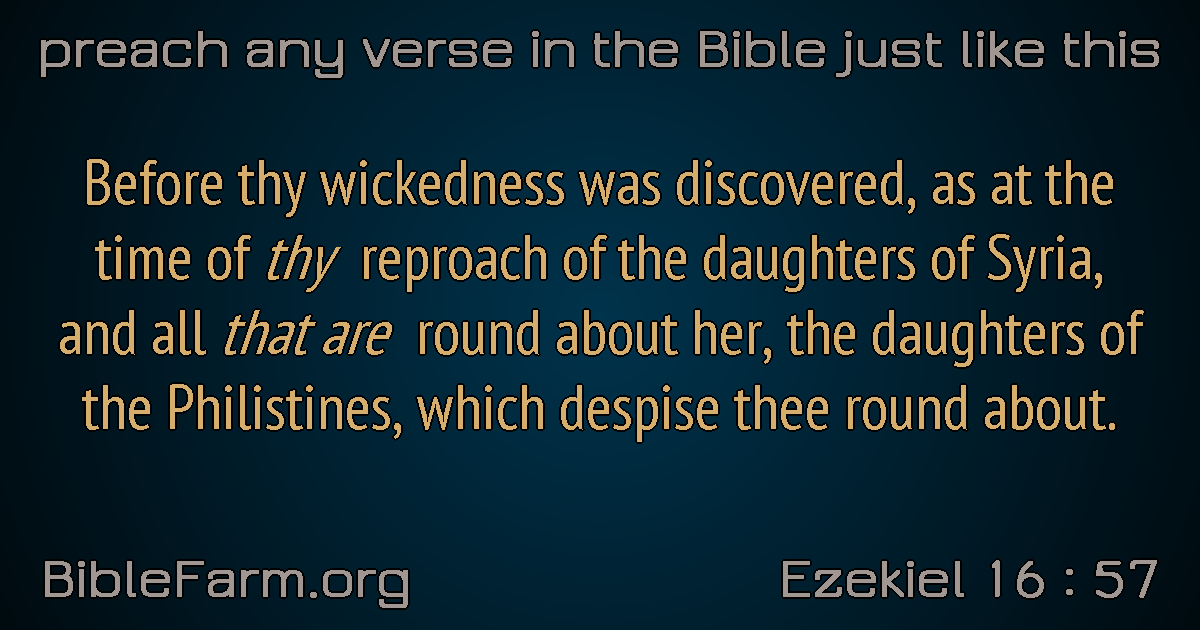 preach any verse in the Bible just like this
Before thy wickedness was discovered, as at the
time of thy reproach of the daughters of Syria,
and all that are round about her, the daughters of
the Philistines, which despise thee round about.
BibleFarm.org
Ezekiel 16 : 57